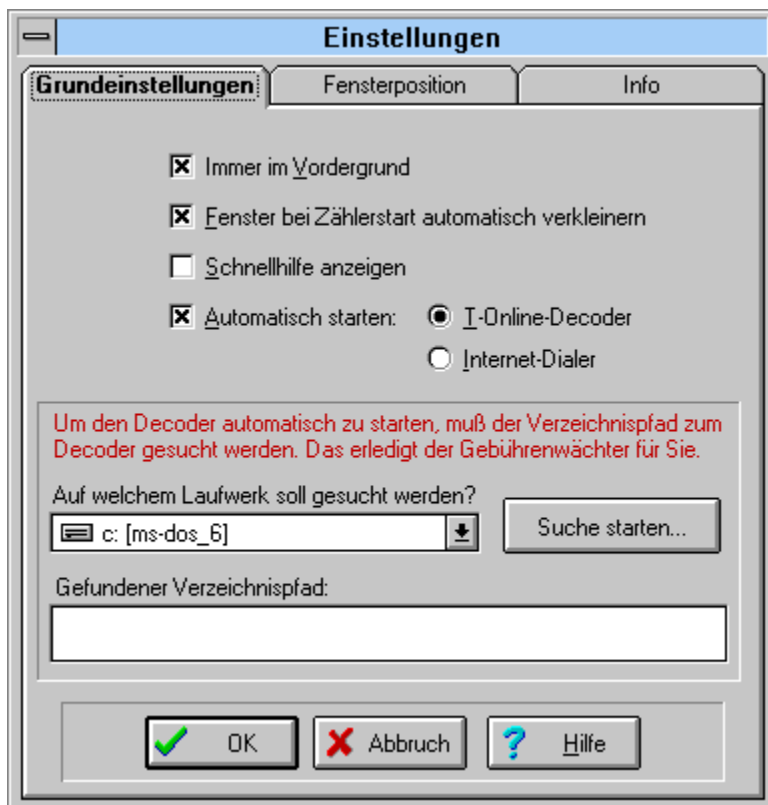 Einstellungen
Grundeinstellungen Fensterposition Info
Immer im Vordergrund
Fenster bei Zählerstart automatisch verkleinern
Schnellhilfe anzeigen
Automatisch starten: T-Online-Decoder
Internet-Dialer
Um den Decoder automatisch zu starten, muß der Verzeichnispfad zum
Decoder gesucht werden. Das erledigt der Gebührenwächter für Sie.
Auf welchem Laufwerk soll gesucht werden?
c: [ms-dos_6] Suche starten...
Gefundener Verzeichnispfad:
OK Abbruch Hilfe